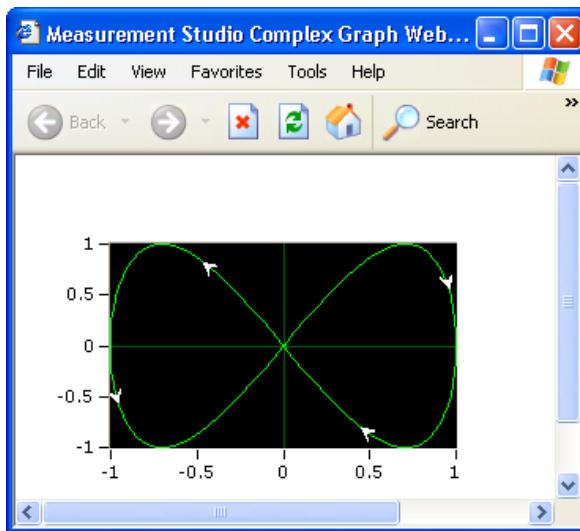 Measurement Studio Complex Graph Web...
File Edit View Favorites Tools Help
Back Search »
1
0.5
0
-0.5
-1
-1 -0.5 0 0.5 1